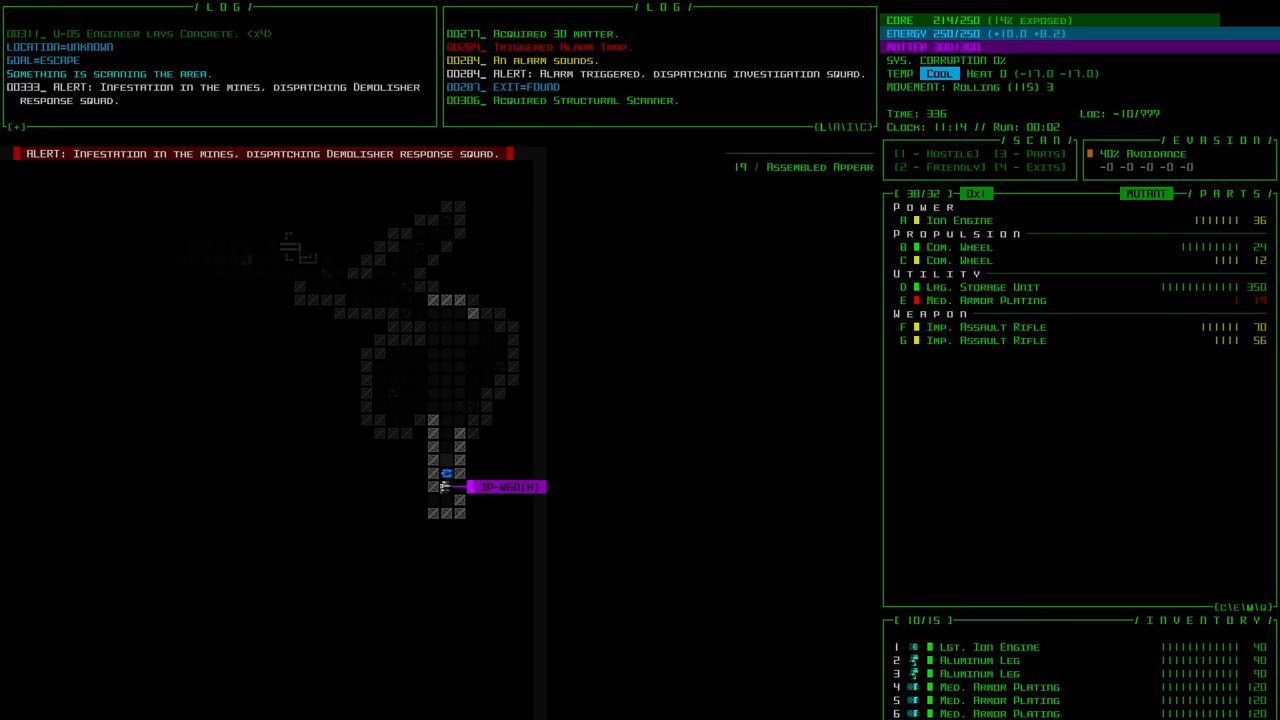 / L O G /
00311_ U-05 Engineer lays Concrete. <x4>
LOCATION=UNKNOWN
GOAL=ESCAPE
Something is scanning the area.
00333_ ALERT: Infestation in the mines, dispatching Demolisher
response squad.
[+]
/ L O G /
00277_ Acquired 30 matter.
00284_ Triggered Alarm Trap.
00284_ An alarm sounds.
00284_ ALERT: Alarm triggered, dispatching investigation squad.
00287_ EXIT=FOUND
00306_ Acquired Structural Scanner.
(L\A\I\C)
ALERT: Infestation in the mines, dispatching Demolisher response squad.
19 / Assembled Appear
CORE 214/250 (14% exposed)
ENERGY 250/250 (+10.0 +8.2)
MATTER 300/300
SYS. CORRUPTION 0%
TEMP Cool Heat 0 (-17.0 -17.0)
MOVEMENT: Rolling (115) 3
Time: 336 Loc: -10/???
Clock: 11:14 // Run: 00:02
/ S C A N /
[1 - Hostile] [3 - Parts]
[2 - Friendly] [4 - Exits]
/ E V A S I O N /
40% Avoidance
-0 -0 -0 -0 -0
[ 38/32 ] 0x1 MUTANT / P A R T S /
P o w e r
A Ion Engine 36
P r o p u l s i o n
B Com. Wheel 24
C Com. Wheel 12
U t i l i t y
D Lrg. Storage Unit 350
E Med. Armor Plating 19
W e a p o n
F Imp. Assault Rifle 70
G Imp. Assault Rifle 56
(C\E\W\Q)
[ 10/15 ] / I N V E N T O R Y /
1 Lgt. Ion Engine 40
2 Aluminum Leg 90
3 Aluminum Leg 90
4 Med. Armor Plating 120
5 Med. Armor Plating 120
6 Med. Armor Plating 120